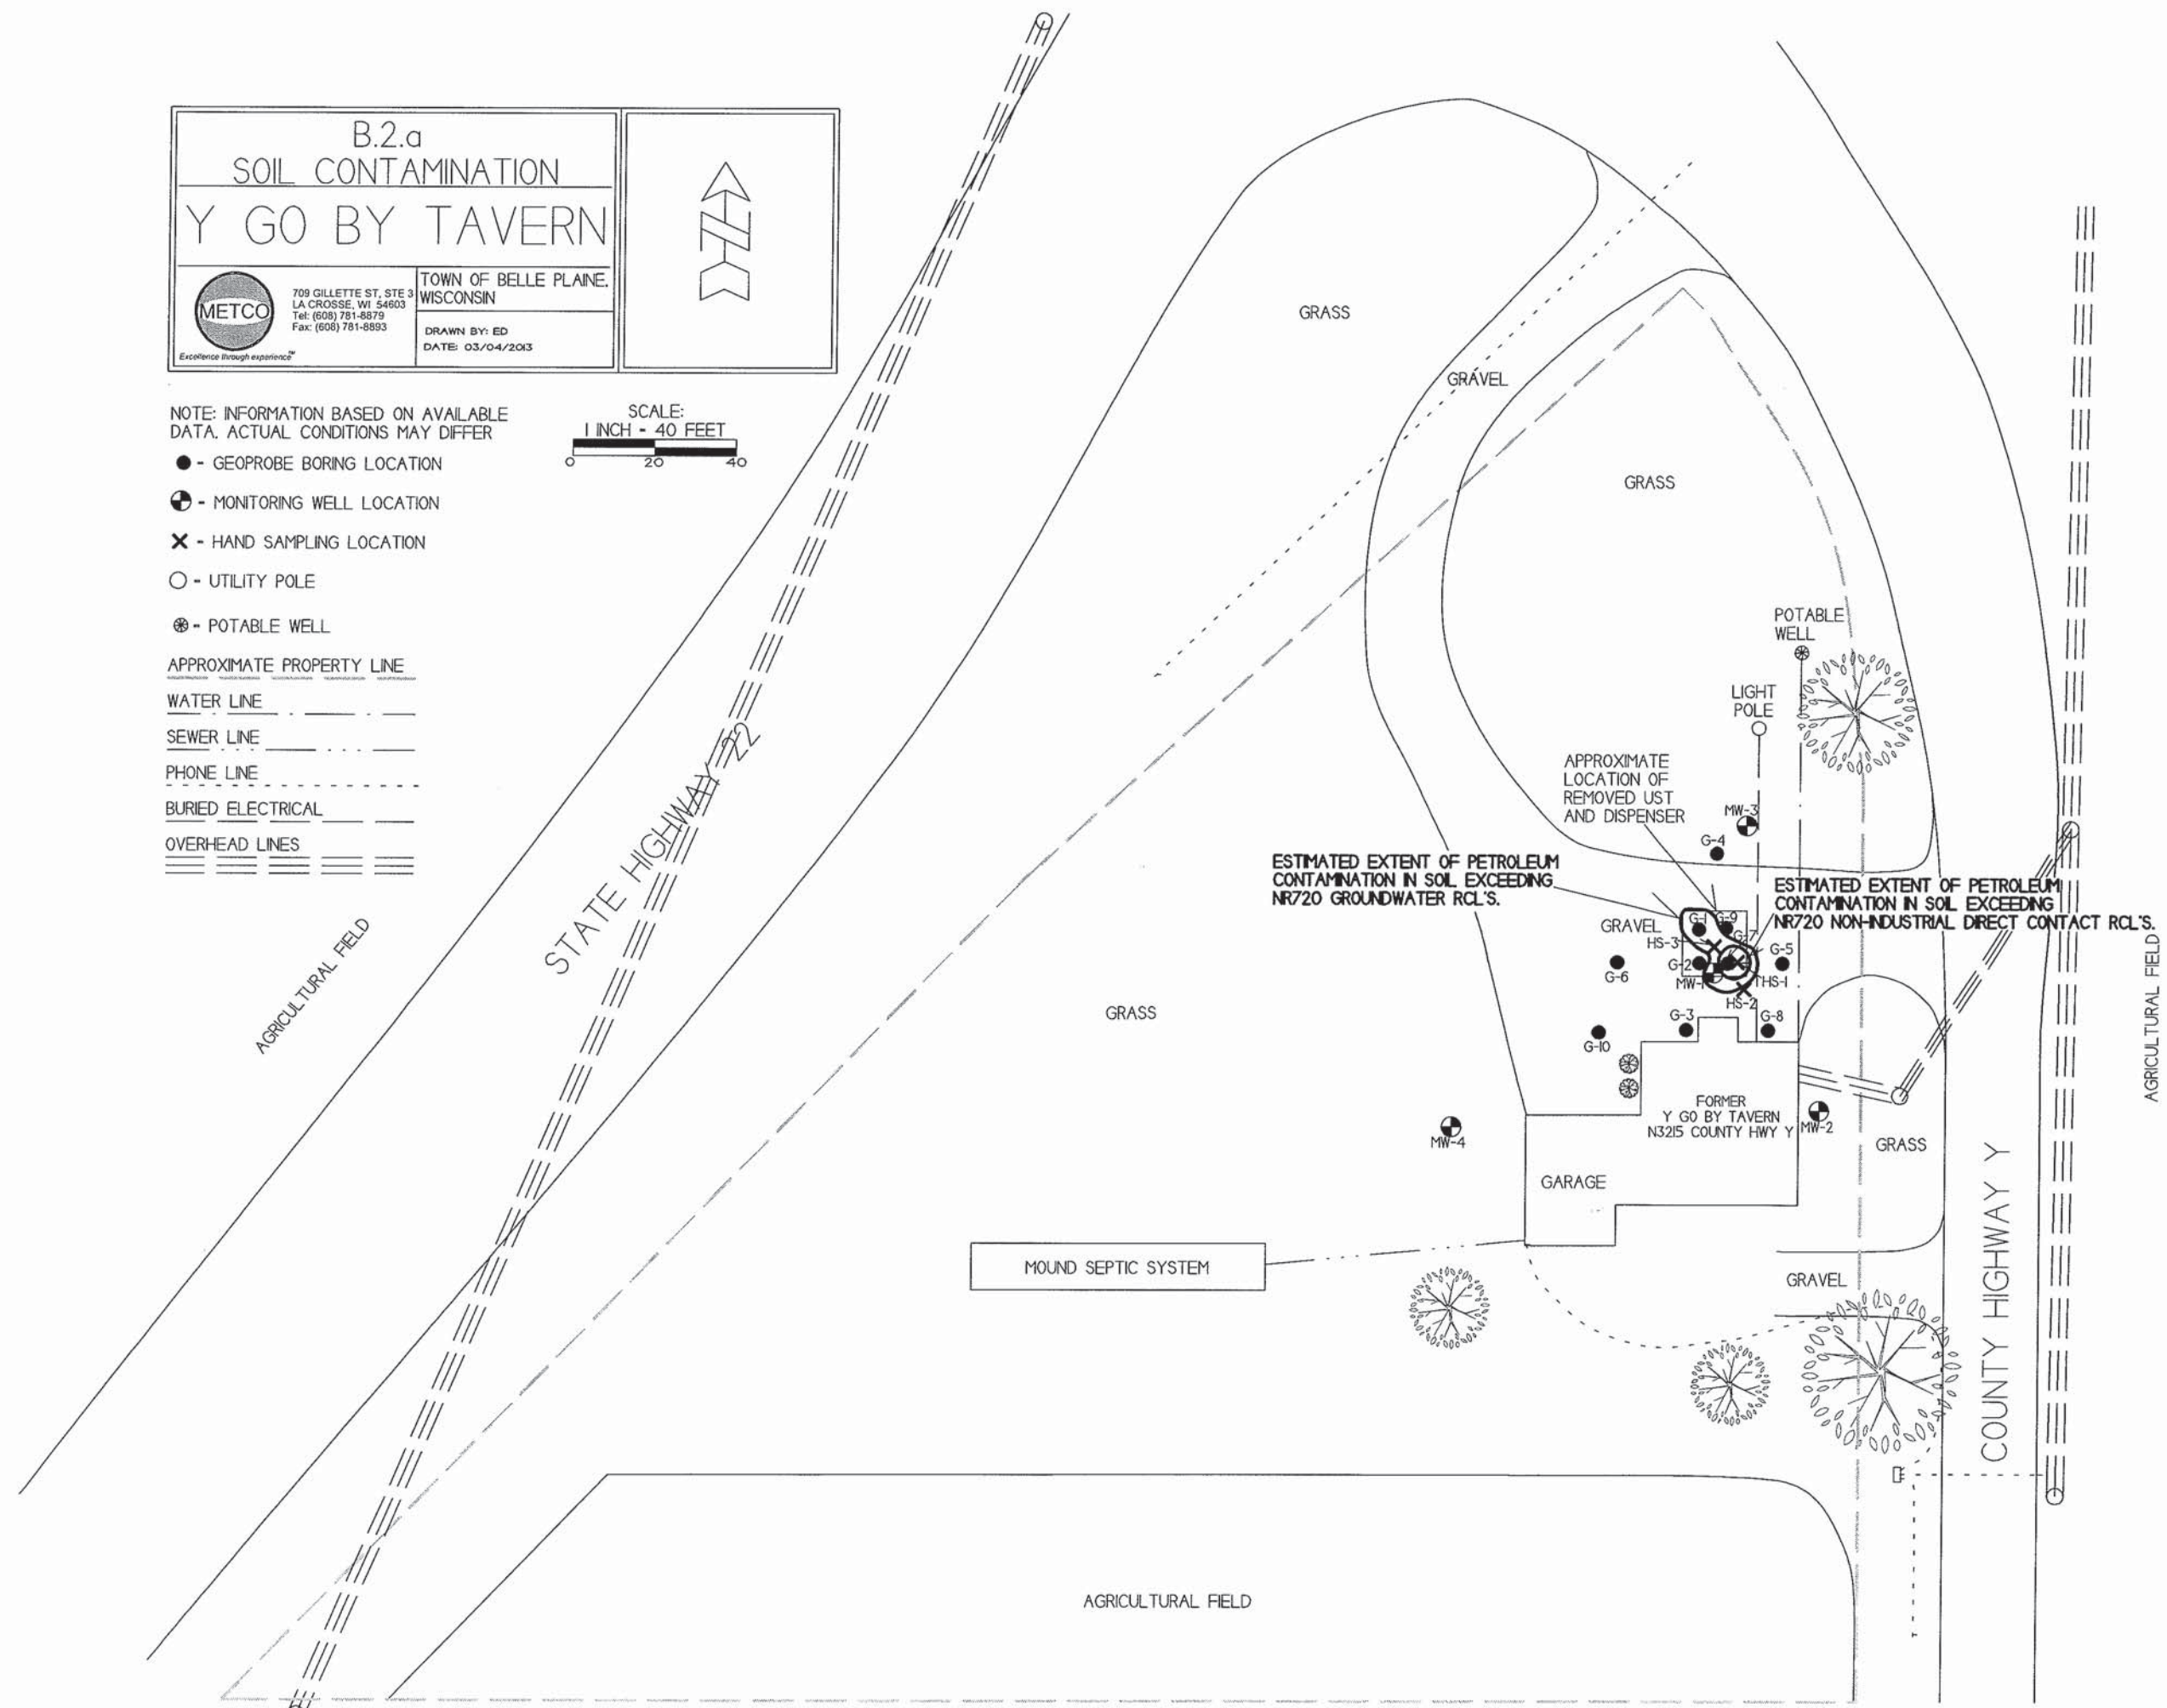 B.2.a
SOIL CONTAMINATION
Y GO BY TAVERN
METCO
Excellence through experience™
709 GILLETTE ST, STE 3
LA CROSSE, WI 54603
Tel: (608) 781-8879
Fax: (608) 781-8893
TOWN OF BELLE PLAINE,
WISCONSIN
DRAWN BY: ED
DATE: 03/04/2013
N
NOTE: INFORMATION BASED ON AVAILABLE
DATA. ACTUAL CONDITIONS MAY DIFFER
SCALE:
1 INCH - 40 FEET
0 20 40
- GEOPROBE BORING LOCATION
- MONITORING WELL LOCATION
- HAND SAMPLING LOCATION
- UTILITY POLE
- POTABLE WELL
APPROXIMATE PROPERTY LINE
WATER LINE
SEWER LINE
PHONE LINE
BURIED ELECTRICAL
OVERHEAD LINES
AGRICULTURAL FIELD
STATE HIGHWAY 22
GRASS
GRAVEL
GRASS
POTABLE
WELL
LIGHT
POLE
APPROXIMATE
LOCATION OF
REMOVED UST
AND DISPENSER
MW-3
G-4
ESTIMATED EXTENT OF PETROLEUM
CONTAMINATION IN SOIL EXCEEDING
NR720 GROUNDWATER RCL'S.
ESTIMATED EXTENT OF PETROLEUM
CONTAMINATION IN SOIL EXCEEDING
NR720 NON-INDUSTRIAL DIRECT CONTACT RCL'S.
GRAVEL
G-1
G-9
G-7
HS-3
G-5
G-2
G-6
MW-1
HS-1
HS-2
G-3
G-8
G-10
GRASS
FORMER
Y GO BY TAVERN
N3215 COUNTY HWY Y
MW-2
MW-4
GRASS
GARAGE
MOUND SEPTIC SYSTEM
GRAVEL
COUNTY HIGHWAY Y
AGRICULTURAL FIELD
AGRICULTURAL FIELD